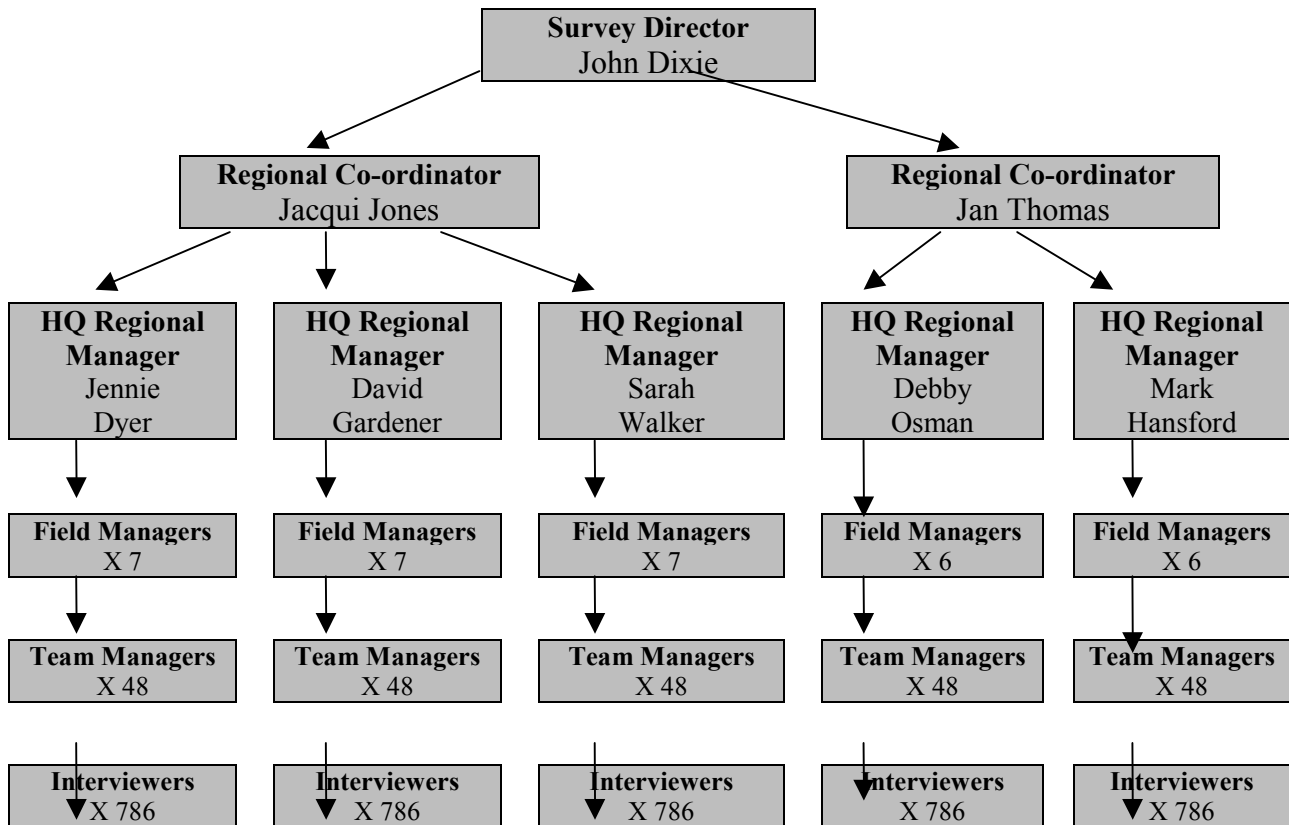 Survey Director
John Dixie
Regional Co-ordinator
Jacqui Jones
Regional Co-ordinator
Jan Thomas
HQ Regional
Manager
Jennie
Dyer
HQ Regional
Manager
David
Gardener
HQ Regional
Manager
Sarah
Walker
HQ Regional
Manager
Debby
Osman
HQ Regional
Manager
Mark
Hansford
Field Managers
X 7
Field Managers
X 7
Field Managers
X 7
Field Managers
X 6
Field Managers
X 6
Team Managers
X 48
Team Managers
X 48
Team Managers
X 48
Team Managers
X 48
Team Managers
X 48
Interviewers
X 786
Interviewers
X 786
Interviewers
X 786
Interviewers
X 786
Interviewers
X 786